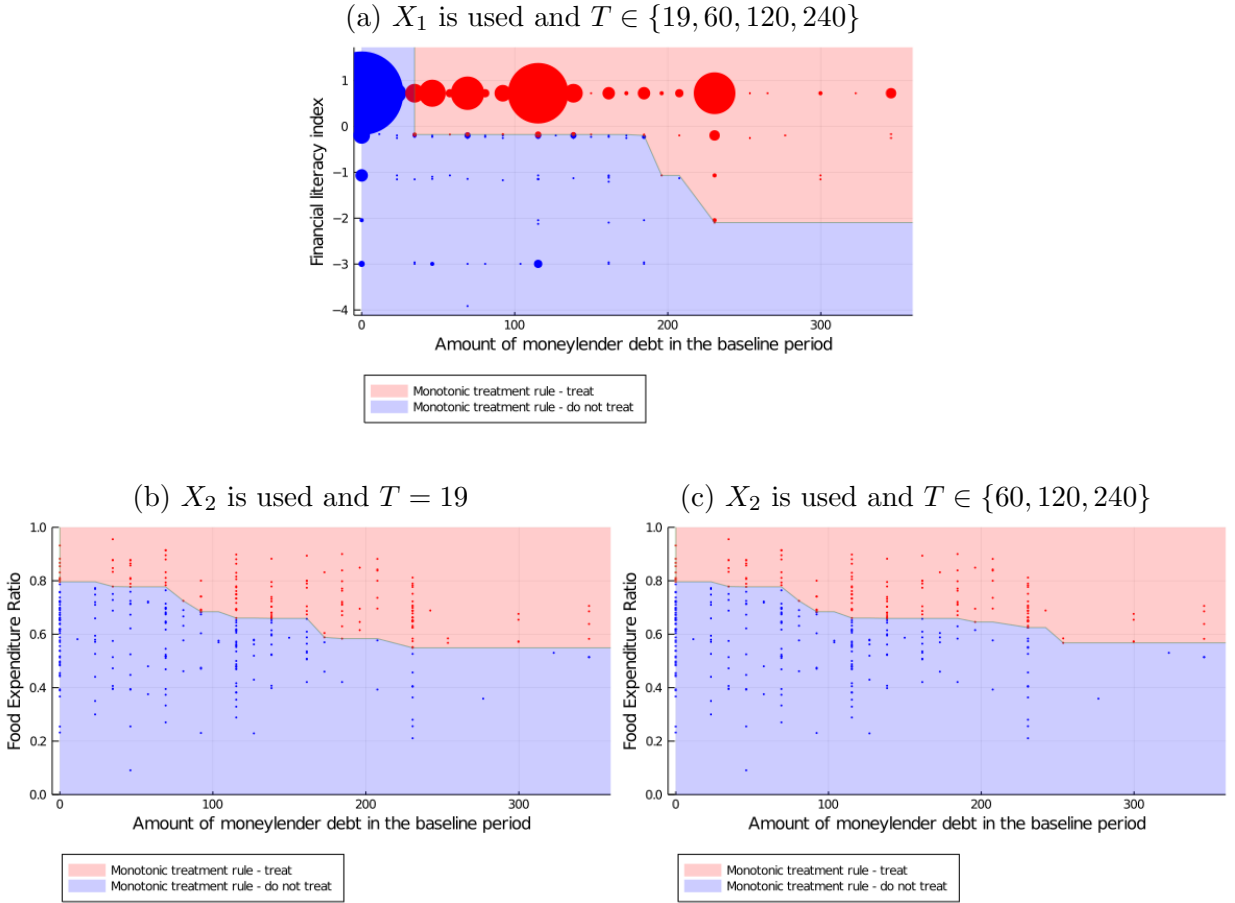 (a) X₁ is used and T ∈ {19, 60, 120, 240}
Financial literacy index
1
0
−1
−2
−3
−4
0 100 200 300
Amount of moneylender debt in the baseline period
Monotonic treatment rule - treat
Monotonic treatment rule - do not treat
(b) X₂ is used and T = 19
Food Expenditure Ratio
1.0
0.8
0.6
0.4
0.2
0.0
0 100 200 300
Amount of moneylender debt in the baseline period
Monotonic treatment rule - treat
Monotonic treatment rule - do not treat
(c) X₂ is used and T ∈ {60, 120, 240}
Food Expenditure Ratio
1.0
0.8
0.6
0.4
0.2
0.0
0 100 200 300
Amount of moneylender debt in the baseline period
Monotonic treatment rule - treat
Monotonic treatment rule - do not treat